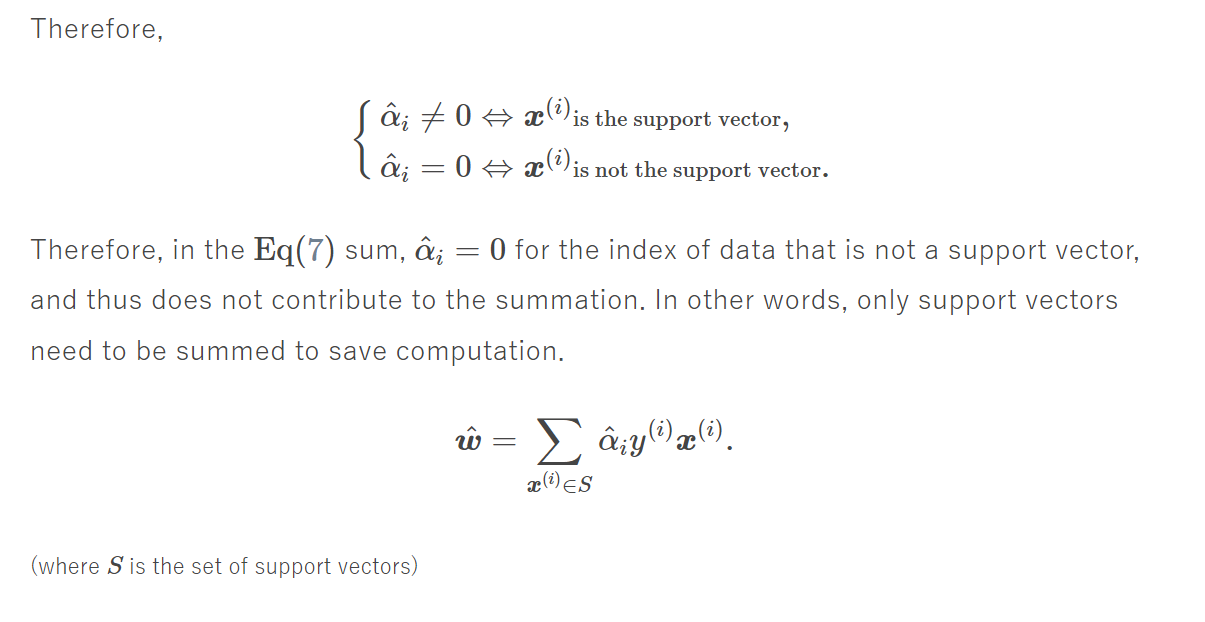 Therefore,
{ α̂ᵢ ≠ 0 ⇔ 𝒙⁽ⁱ⁾ is the support vector,
α̂ᵢ = 0 ⇔ 𝒙⁽ⁱ⁾ is not the support vector.
Therefore, in the Eq(7) sum, α̂ᵢ = 0 for the index of data that is not a support vector,
and thus does not contribute to the summation. In other words, only support vectors
need to be summed to save computation.
𝒘̂ = ∑ α̂ᵢy⁽ⁱ⁾𝒙⁽ⁱ⁾.
𝒙⁽ⁱ⁾∈S
(where S is the set of support vectors)